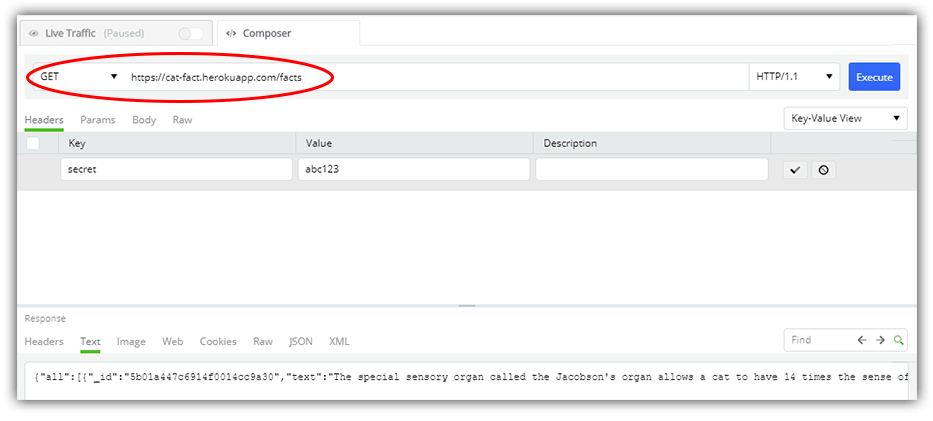 Live Traffic (Paused) </> Composer
GET https://cat-fact.herokuapp.com/facts HTTP/1.1 Execute
Headers Params Body Raw Key-Value View
Key Value Description
secret abc123
Response
Headers Text Image Web Cookies Raw JSON XML Find
{"all":[{"_id":"5b01a447c6914f0014cc9a30","text":"The special sensory organ called the Jacobson's organ allows a cat to have 14 times the sense of